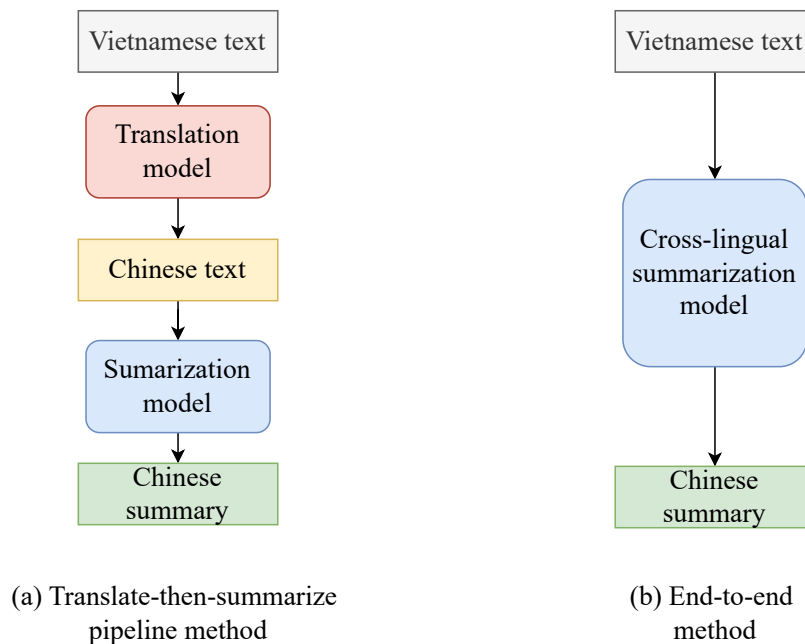 Vietnamese text
Translation
model
Chinese text
Sumarization
model
Chinese
summary
(a) Translate-then-summarize
pipeline method
Vietnamese text
Cross-lingual
summarization
model
Chinese
summary
(b) End-to-end
method